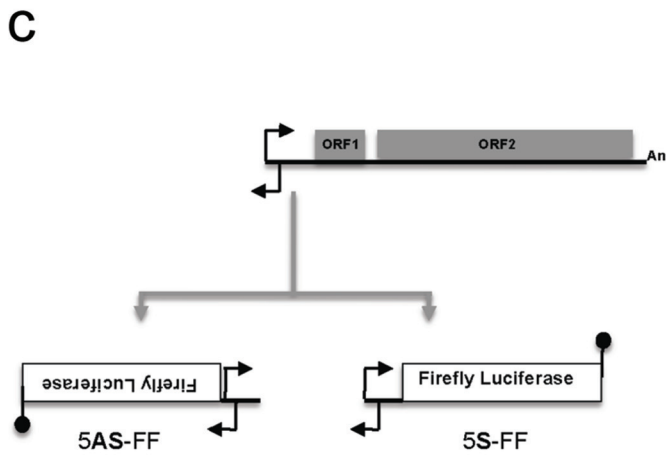 C
ORF1 ORF2 An
Firefly Luciferase Firefly Luciferase
5AS-FF 5S-FF